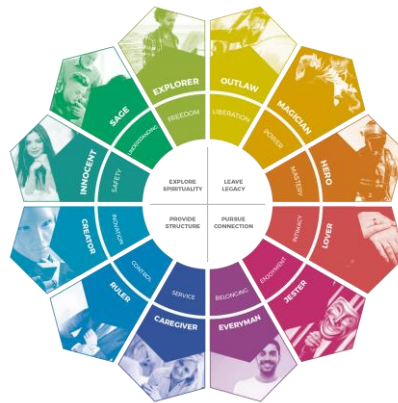 EXPLORER
OUTLAW
MAGICIAN
HERO
LOVER
JESTER
EVERYMAN
CAREGIVER
RULER
CREATOR
INNOCENT
SAGE
FREEDOM
LIBERATION
POWER
MASTERY
INTIMACY
ENJOYMENT
BELONGING
SERVICE
CONTROL
INNOVATION
SAFETY
UNDERSTANDING
EXPLORE
SPIRITUALITY
LEAVE
LEGACY
PROVIDE
STRUCTURE
PURSUE
CONNECTION